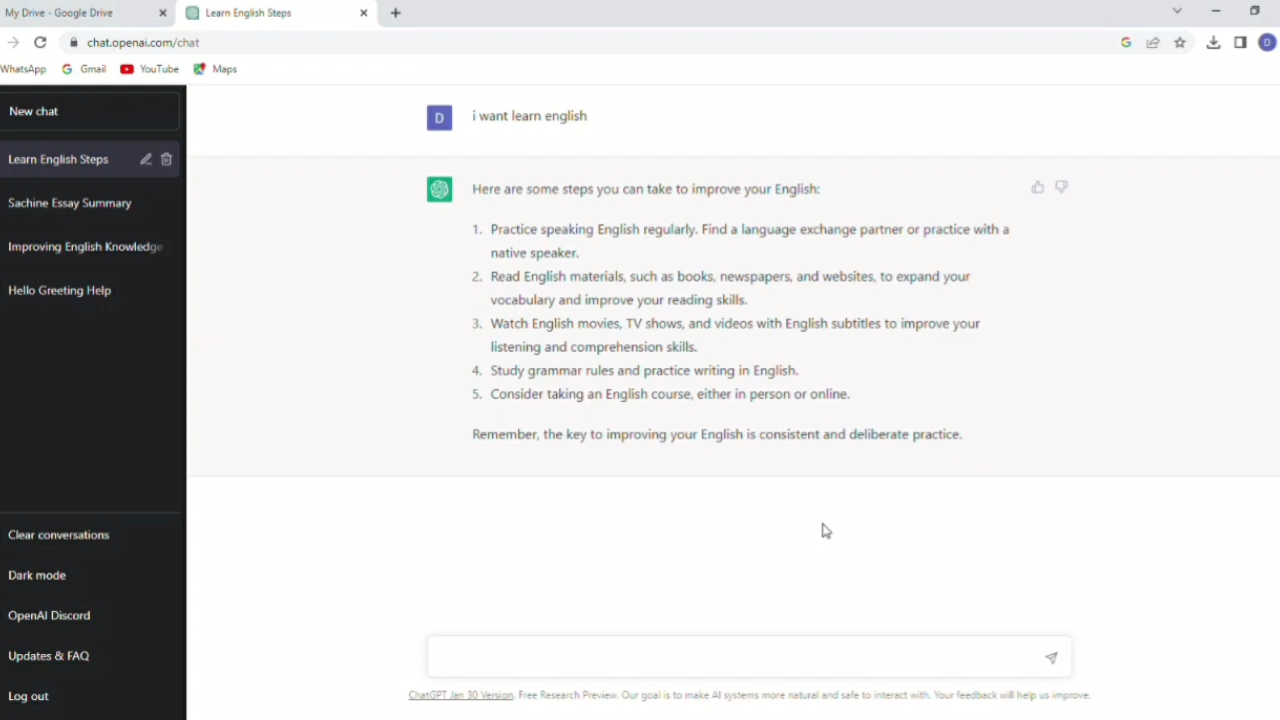 My Drive - Google Drive
Learn English Steps
chat.openai.com/chat
WhatsApp
Gmail
YouTube
Maps
D
New chat
Learn English Steps
Sachine Essay Summary
Improving English Knowledge
Hello Greeting Help
Clear conversations
Dark mode
OpenAI Discord
Updates & FAQ
Log out
D
i want learn english
Here are some steps you can take to improve your English:
1. Practice speaking English regularly. Find a language exchange partner or practice with a
native speaker.
2. Read English materials, such as books, newspapers, and websites, to expand your
vocabulary and improve your reading skills.
3. Watch English movies, TV shows, and videos with English subtitles to improve your
listening and comprehension skills.
4. Study grammar rules and practice writing in English.
5. Consider taking an English course, either in person or online.
Remember, the key to improving your English is consistent and deliberate practice.
ChatGPT Jan 30 Version. Free Research Preview. Our goal is to make AI systems more natural and safe to interact with. Your feedback will help us improve.